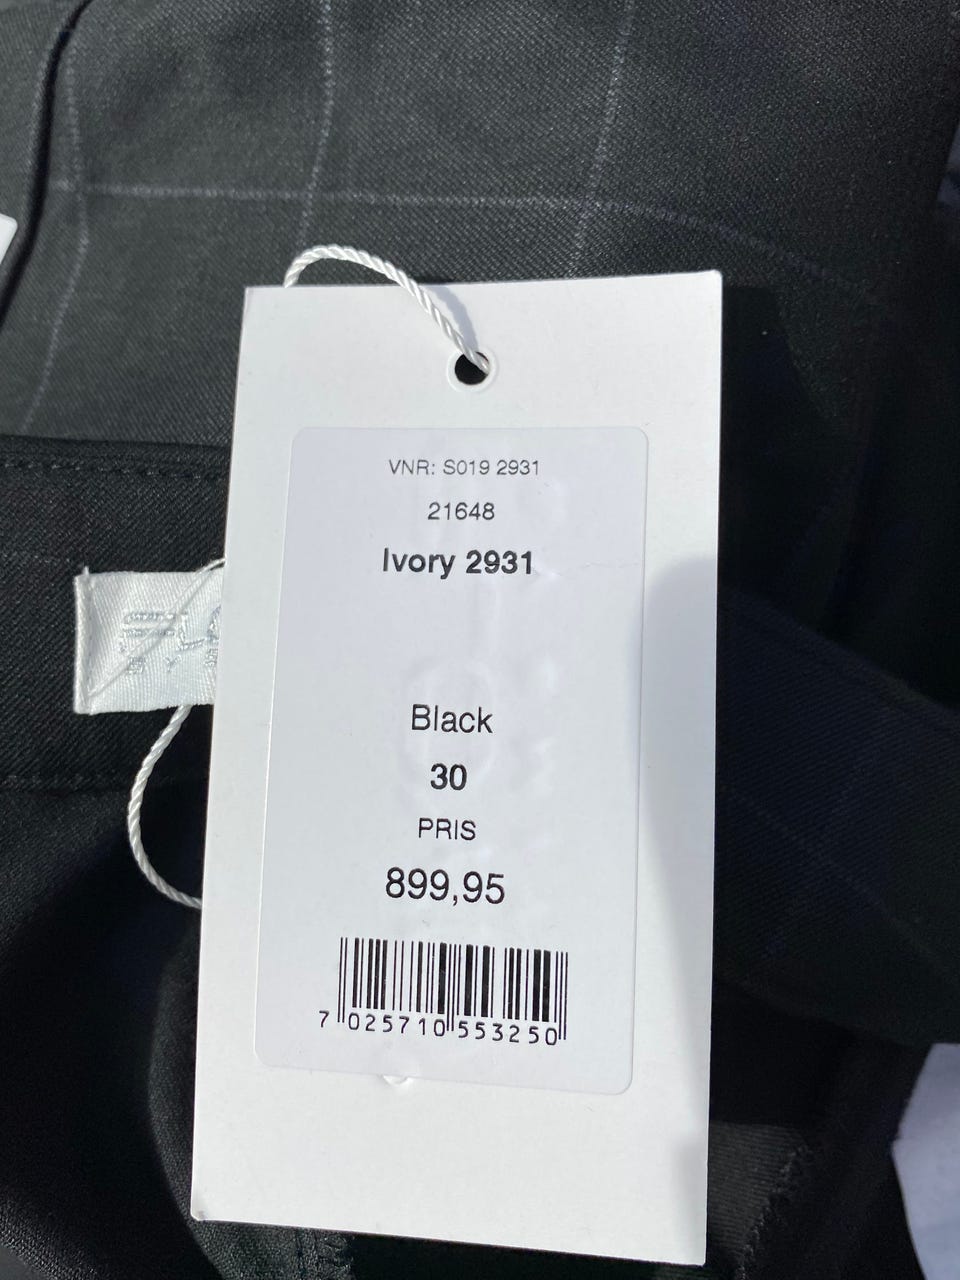 VNR: S019 2931
21648
Ivory 2931
Black
30
PRIS
899,95
7 025710 553250